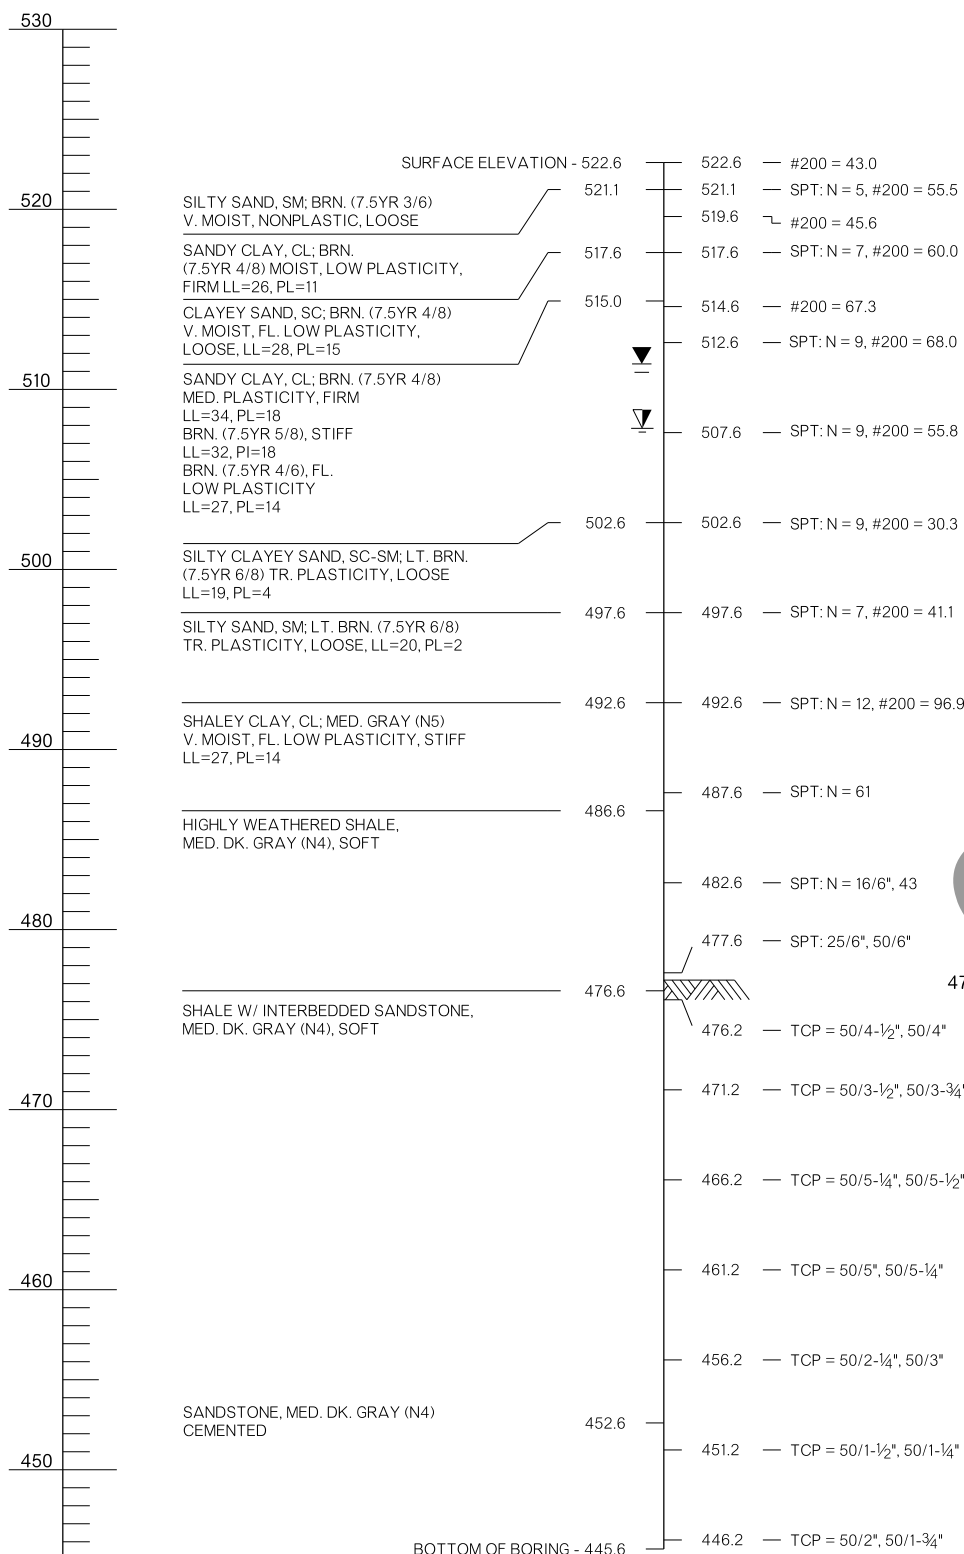 530
SURFACE ELEVATION - 522.6
522.6
#200 = 43.0
521.1
521.1
SPT: N = 5, #200 = 55.5
520
SILTY SAND, SM; BRN. (7.5YR 3/6)
V. MOIST, NONPLASTIC, LOOSE
519.6
#200 = 45.6
SANDY CLAY, CL; BRN.
(7.5YR 4/8) MOIST, LOW PLASTICITY,
FIRM LL=26, PL=11
517.6
517.6
SPT: N = 7, #200 = 60.0
CLAYEY SAND, SC; BRN. (7.5YR 4/8)
V. MOIST, FL. LOW PLASTICITY,
LOOSE, LL=28, PL=15
515.0
514.6
#200 = 67.3
512.6
SPT: N = 9, #200 = 68.0
510
SANDY CLAY, CL; BRN. (7.5YR 4/8)
MED. PLASTICITY, FIRM
LL=34, PL=18
BRN. (7.5YR 5/8), STIFF
LL=32, PI=18
BRN. (7.5YR 4/6), FL.
LOW PLASTICITY
LL=27, PL=14
507.6
SPT: N = 9, #200 = 55.8
502.6
502.6
SPT: N = 9, #200 = 30.3
500
SILTY CLAYEY SAND, SC-SM; LT. BRN.
(7.5YR 6/8) TR. PLASTICITY, LOOSE
LL=19, PL=4
497.6
497.6
SPT: N = 7, #200 = 41.1
SILTY SAND, SM; LT. BRN. (7.5YR 6/8)
TR. PLASTICITY, LOOSE, LL=20, PL=2
492.6
492.6
SPT: N = 12, #200 = 96.9
490
SHALEY CLAY, CL; MED. GRAY (N5)
V. MOIST, FL. LOW PLASTICITY, STIFF
LL=27, PL=14
487.6
SPT: N = 61
486.6
HIGHLY WEATHERED SHALE,
MED. DK. GRAY (N4), SOFT
482.6
SPT: N = 16/6", 43
480
477.6
SPT: 25/6", 50/6"
47
476.6
SHALE W/ INTERBEDDED SANDSTONE,
MED. DK. GRAY (N4), SOFT
476.2
TCP = 50/4-½", 50/4"
471.2
TCP = 50/3-½", 50/3-¾"
470
466.2
TCP = 50/5-¼", 50/5-½"
461.2
TCP = 50/5", 50/5-¼"
460
456.2
TCP = 50/2-¼", 50/3"
SANDSTONE, MED. DK. GRAY (N4)
CEMENTED
452.6
451.2
TCP = 50/1-½", 50/1-¼"
450
446.2
TCP = 50/2", 50/1-¾"
BOTTOM OF BORING - 445.6